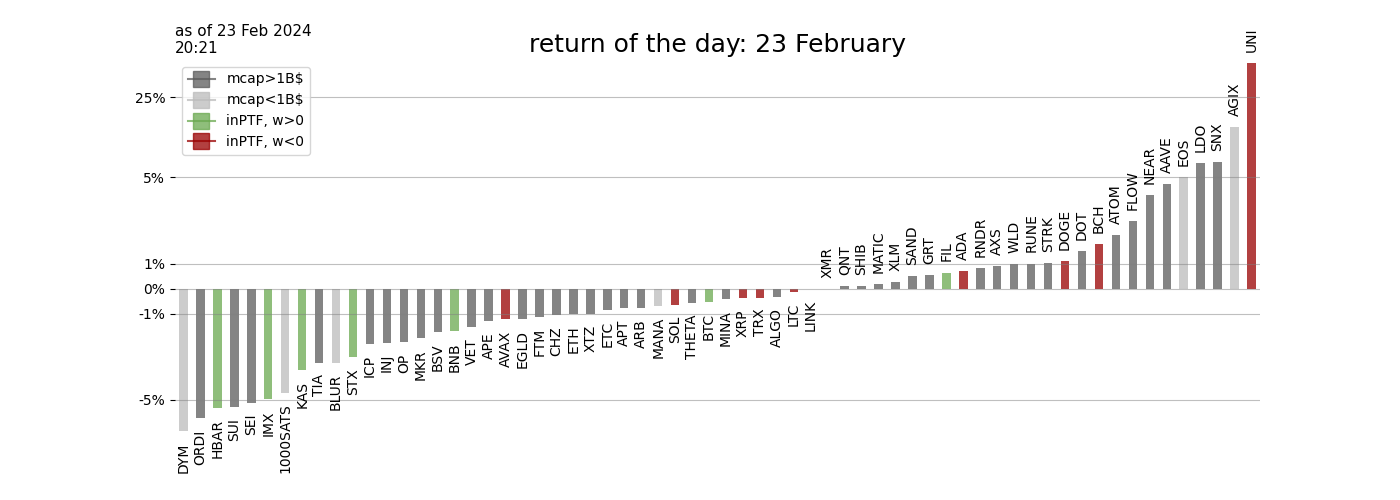 as of 23 Feb 2024
20:21
return of the day: 23 February
mcap>1B$
mcap<1B$
inPTF, w>0
inPTF, w<0
25%
5%
1%
0%
-1%
-5%
DYM
ORDI
HBAR
SUI
SEI
IMX
1000SATS
KAS
TIA
BLUR
STX
ICP
INJ
OP
MKR
BSV
BNB
VET
APE
AVAX
EGLD
FTM
CHZ
ETH
XTZ
ETC
APT
ARB
MANA
SOL
THETA
BTC
MINA
XRP
TRX
ALGO
LTC
LINK
XMR
QNT
SHIB
MATIC
XLM
SAND
GRT
FIL
ADA
RNDR
AXS
WLD
RUNE
STRK
DOGE
DOT
BCH
ATOM
FLOW
NEAR
AAVE
EOS
LDO
SNX
AGIX
UNI